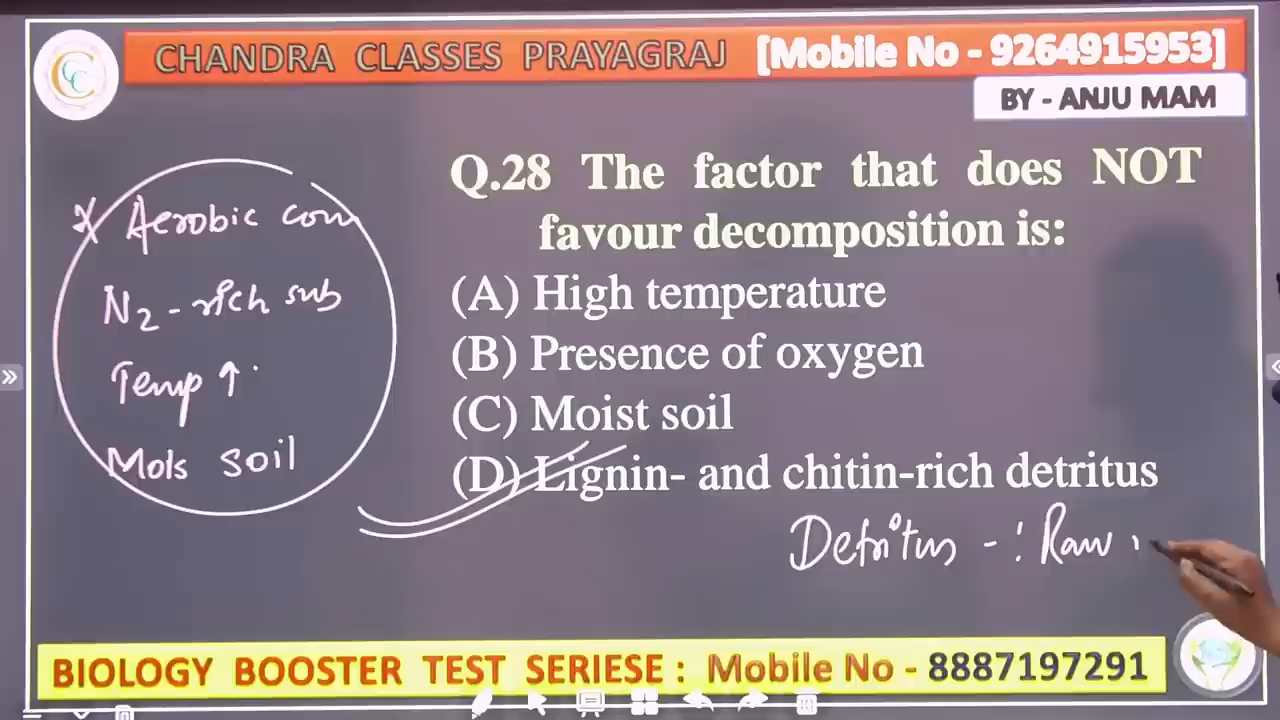 CHANDRA CLASSES PRAYAGRAJ [Mobile No - 9264915953]
BY - ANJU MAM
Q.28 The factor that does NOT
favour decomposition is:
(A) High temperature
(B) Presence of oxygen
(C) Moist soil
(D) Lignin- and chitin-rich detritus
Aerobic con
N2 - rich sub
Temp ↑
Mois soil
Detritus - : Raw
BIOLOGY BOOSTER TEST SERIESE : Mobile No - 8887197291